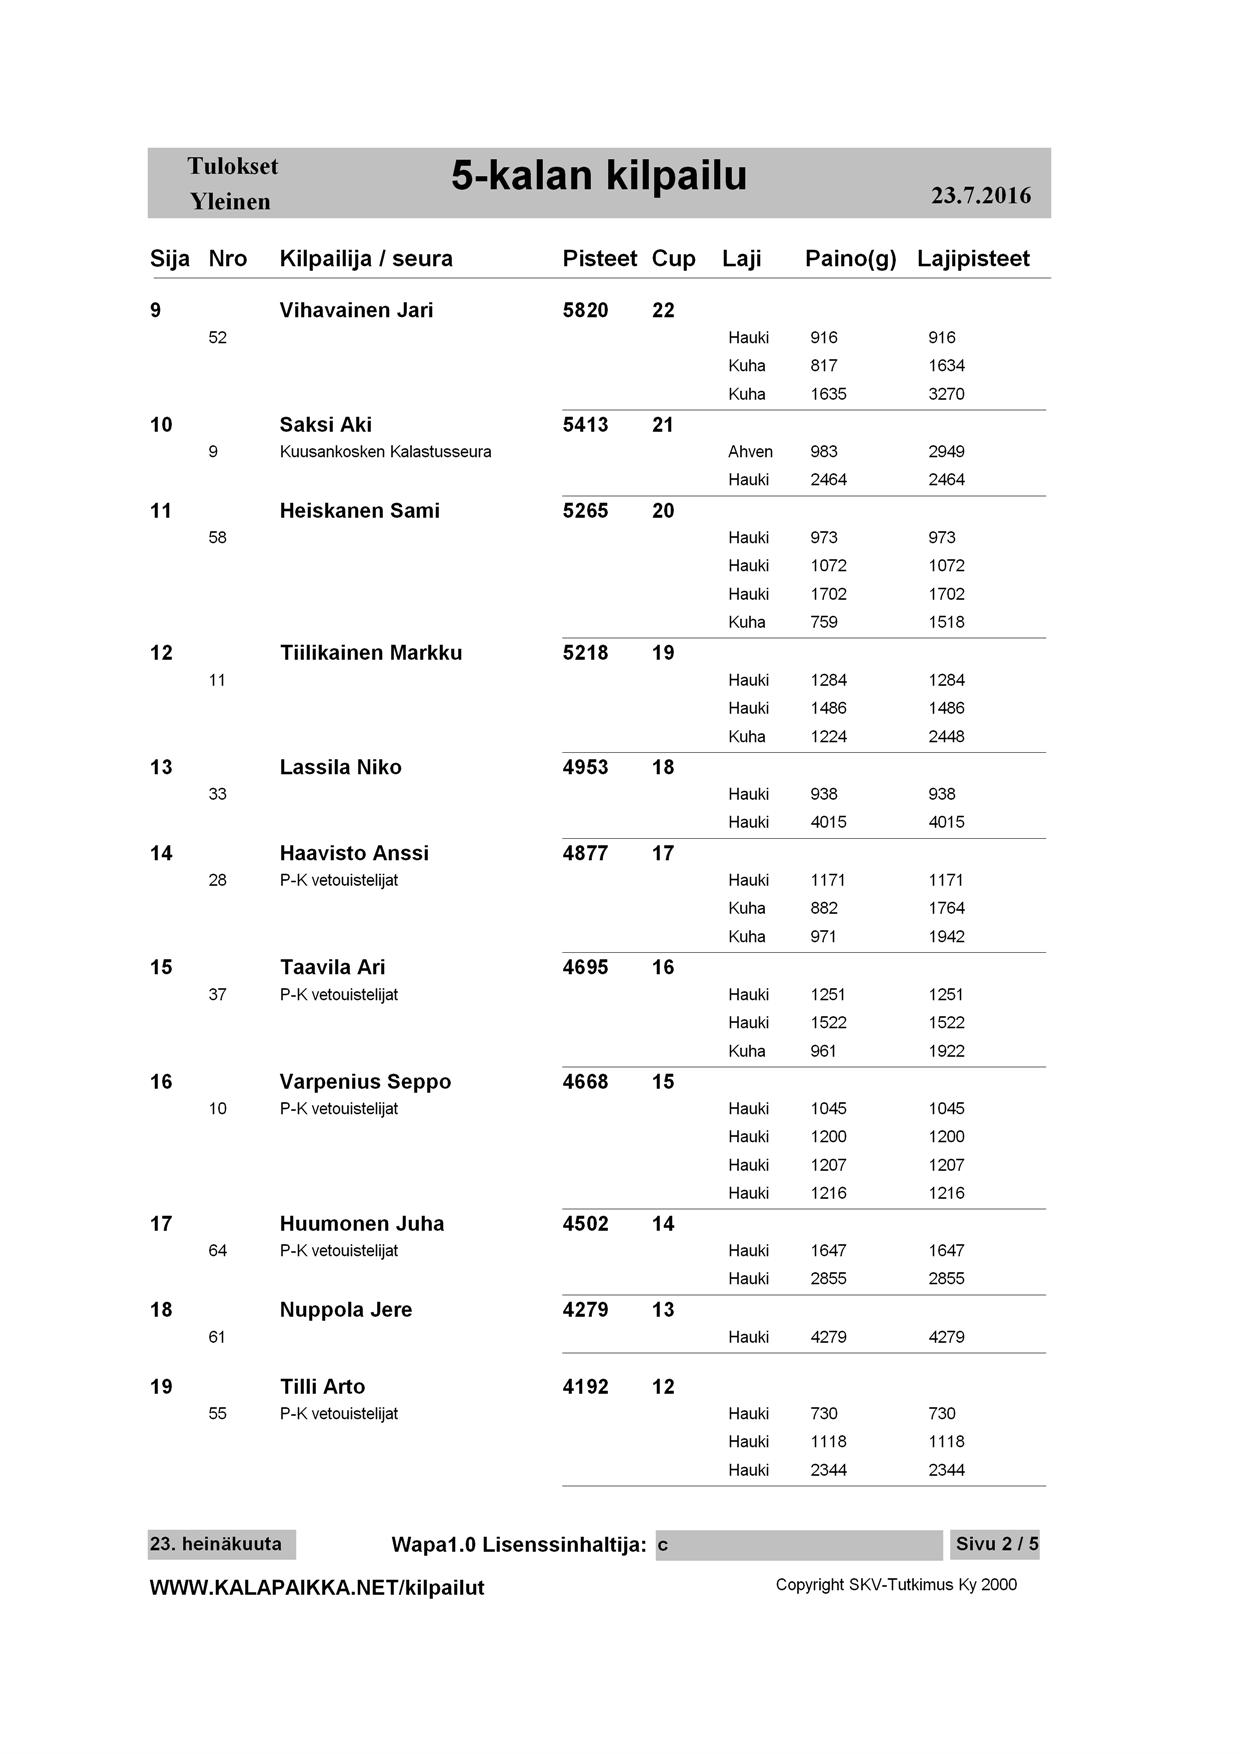 Tulokset
Yleinen
5-kalan kilpailu
23.7.2016
Sija Nro Kilpailija / seura Pisteet Cup Laji Paino(g) Lajipisteet
9 Vihavainen Jari 5820 22
52 Hauki 916 916
Kuha 817 1634
Kuha 1635 3270
10 Saksi Aki 5413 21
9 Kuusankosken Kalastusseura Ahven 983 2949
Hauki 2464 2464
11 Heiskanen Sami 5265 20
58 Hauki 973 973
Hauki 1072 1072
Hauki 1702 1702
Kuha 759 1518
12 Tiilikainen Markku 5218 19
11 Hauki 1284 1284
Hauki 1486 1486
Kuha 1224 2448
13 Lassila Niko 4953 18
33 Hauki 938 938
Hauki 4015 4015
14 Haavisto Anssi 4877 17
28 P-K vetouistelijat Hauki 1171 1171
Kuha 882 1764
Kuha 971 1942
15 Taavila Ari 4695 16
37 P-K vetouistelijat Hauki 1251 1251
Hauki 1522 1522
Kuha 961 1922
16 Varpenius Seppo 4668 15
10 P-K vetouistelijat Hauki 1045 1045
Hauki 1200 1200
Hauki 1207 1207
Hauki 1216 1216
17 Huumonen Juha 4502 14
64 P-K vetouistelijat Hauki 1647 1647
Hauki 2855 2855
18 Nuppola Jere 4279 13
61 Hauki 4279 4279
19 Tilli Arto 4192 12
55 P-K vetouistelijat Hauki 730 730
Hauki 1118 1118
Hauki 2344 2344
23. heinäkuuta Wapa1.0 Lisenssinhaltija: c Sivu 2 / 5
WWW.KALAPAIKKA.NET/kilpailut Copyright SKV-Tutkimus Ky 2000